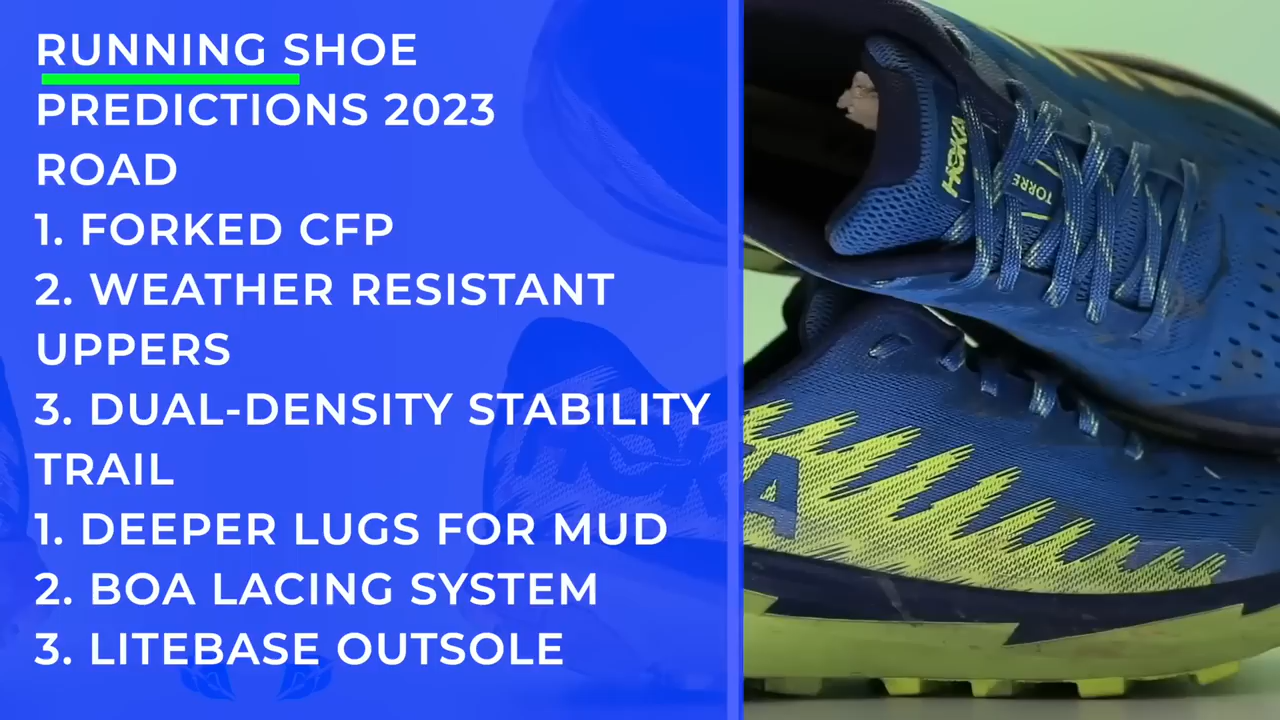 RUNNING SHOE
PREDICTIONS 2023
ROAD
1. FORKED CFP
2. WEATHER RESISTANT
UPPERS
3. DUAL-DENSITY STABILITY
TRAIL
1. DEEPER LUGS FOR MUD
2. BOA LACING SYSTEM
3. LITEBASE OUTSOLE
HOKA